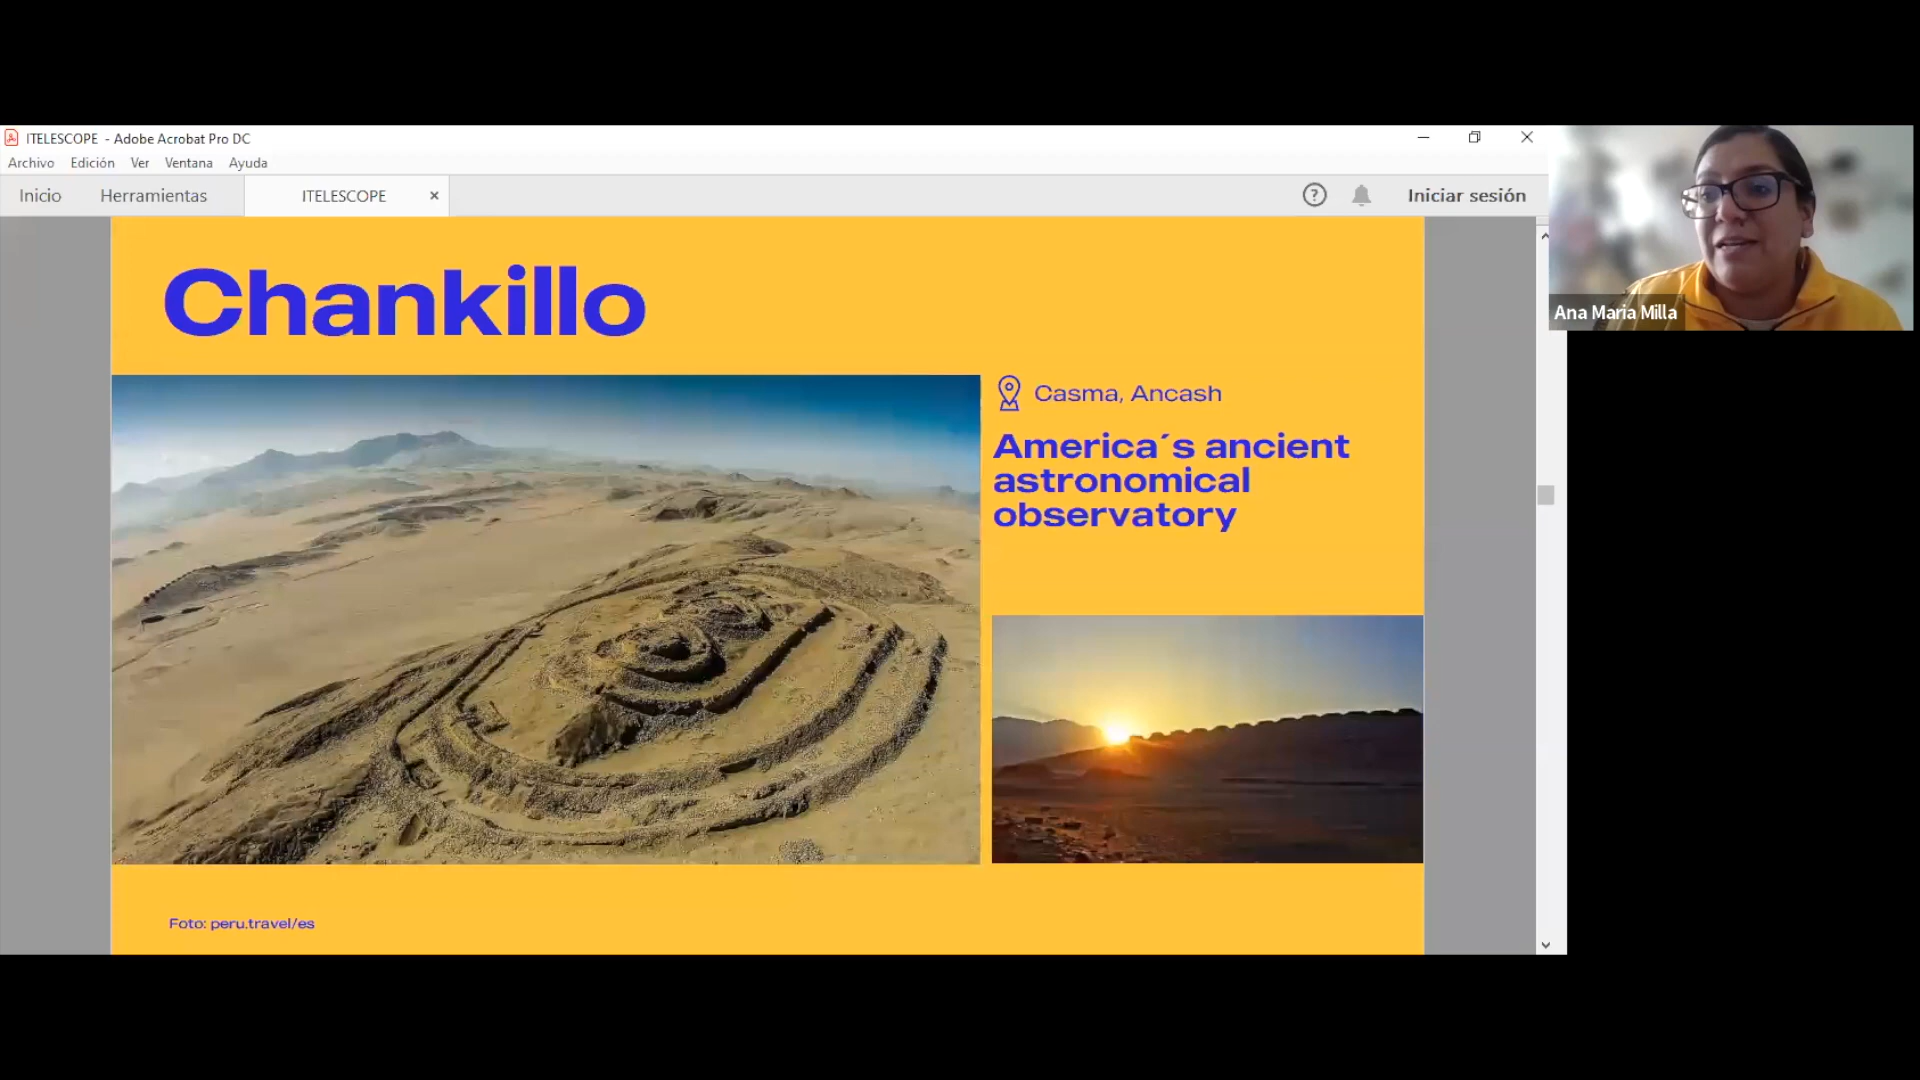 ITELESCOPE - Adobe Acrobat Pro DC
Archivo Edición Ver Ventana Ayuda
Inicio Herramientas ITELESCOPE × Iniciar sesión
Chankillo
Casma, Ancash
America´s ancient
astronomical
observatory
Foto: peru.travel/es
Ana Maria Milla